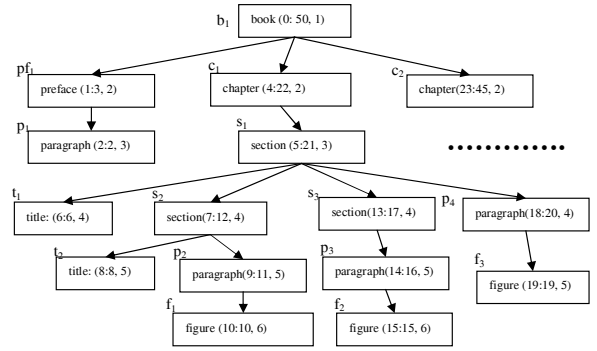 b1 book (0: 50, 1)
pf1 c1 c2
preface (1:3, 2) chapter (4:22, 2) chapter(23:45, 2)
p1 s1
paragraph (2:2, 3) section (5:21, 3)
t1 s2 s3 p4
title: (6:6, 4) section(7:12, 4) section(13:17, 4) paragraph(18:20, 4)
t2 p2 p3 f3
title: (8:8, 5) paragraph(9:11, 5) paragraph(14:16, 5) figure (19:19, 5)
f1 f2
figure (10:10, 6) figure (15:15, 6)